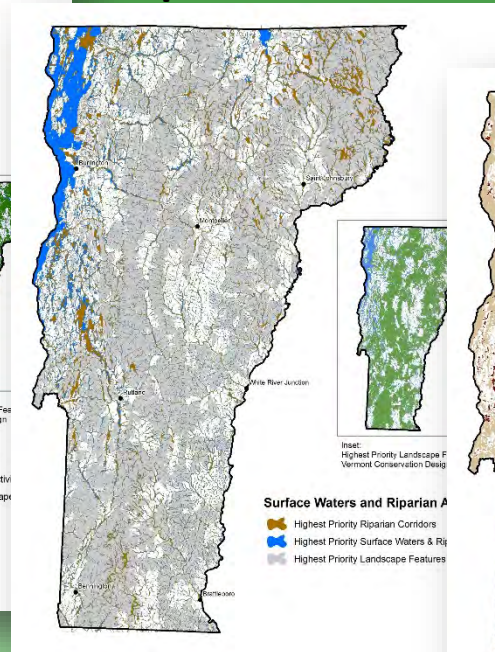 Burlington
Saint Johnsbury
Montpelier
White River Junction
Rutland
Bennington
Brattleboro
Inset:
Highest Priority Landscape F
Vermont Conservation Desig
Surface Waters and Riparian A
Highest Priority Riparian Corridors
Highest Priority Surface Waters & Rip
Highest Priority Landscape Features